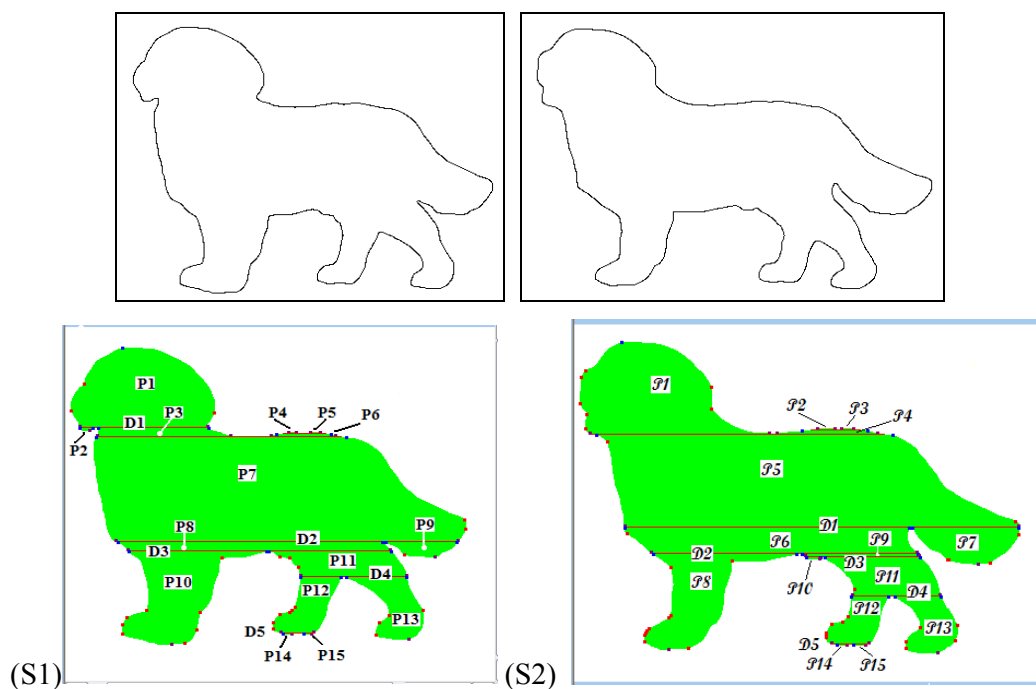 P1
D1 P3 P4 P5 P6
P2
P7
P8 D2 P9
D3
P11 D4
P10 P12
P13
D5
P14 P15
(S1)
𝒫1
𝒫2 𝒫3
𝒫4
𝒫5
𝒟1
𝒫6 𝒫9 𝒫7
𝒟2 𝒟3
𝒫8 𝒫10 𝒫11
𝒫12 𝒟4
𝒫13
𝒟5
𝒫14 𝒫15
(S2)